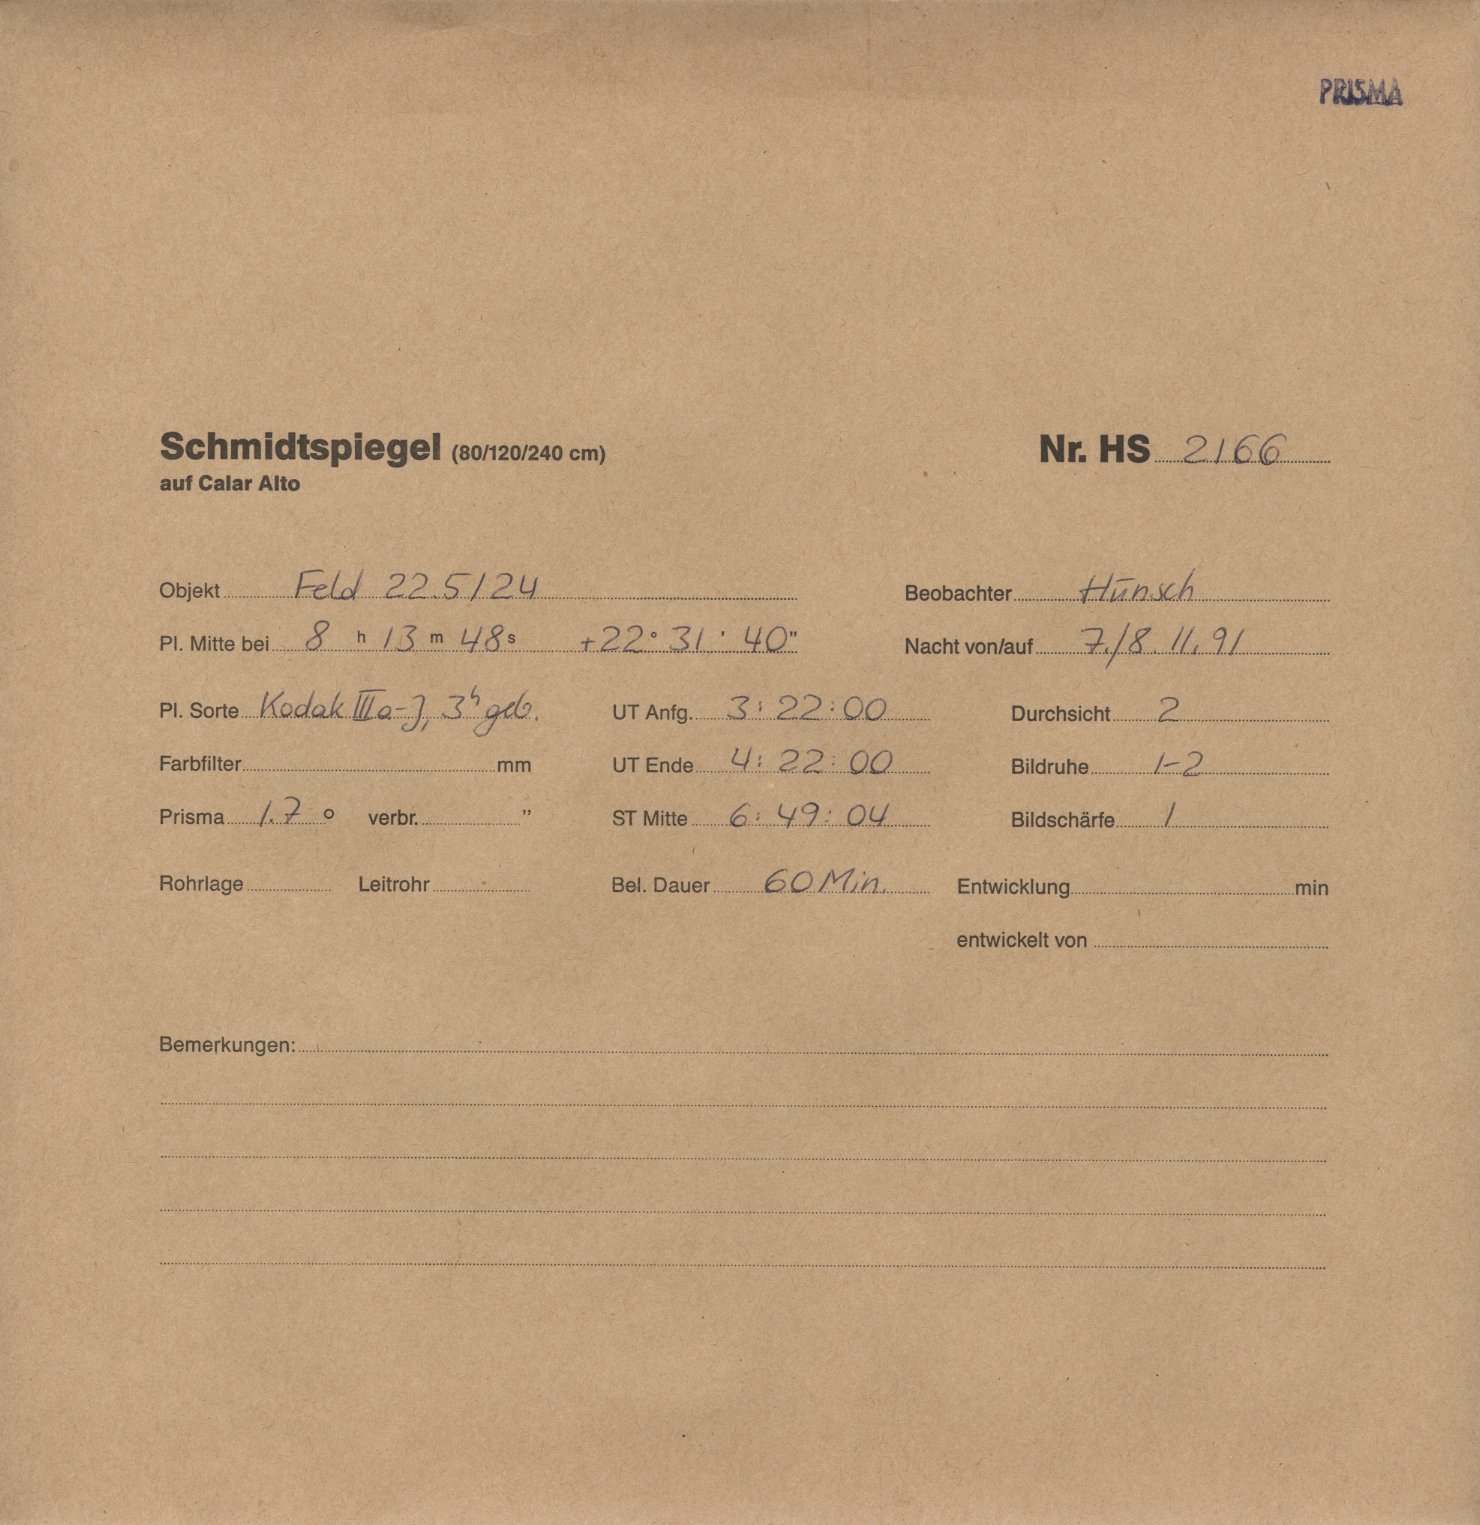 PRISMA
Schmidtspiegel (80/120/240 cm)
auf Calar Alto
Nr. HS 2166
Objekt Feld 22.5/24
Beobachter Hünsch
Pl. Mitte bei 8 h 13 m 48 s +22° 31' 40"
Nacht von/auf 7./8. 11. 91
Pl. Sorte Kodak IIIa-J, 3h geb.
UT Anfg. 3: 22: 00
Durchsicht 2
Farbfilter mm
UT Ende 4: 22: 00
Bildruhe 1-2
Prisma 1.7 ° verbr. "
ST Mitte 6: 49: 04
Bildschärfe 1
Rohrlage Leitrohr
Bel. Dauer 60 Min.
Entwicklung min
entwickelt von
Bemerkungen: